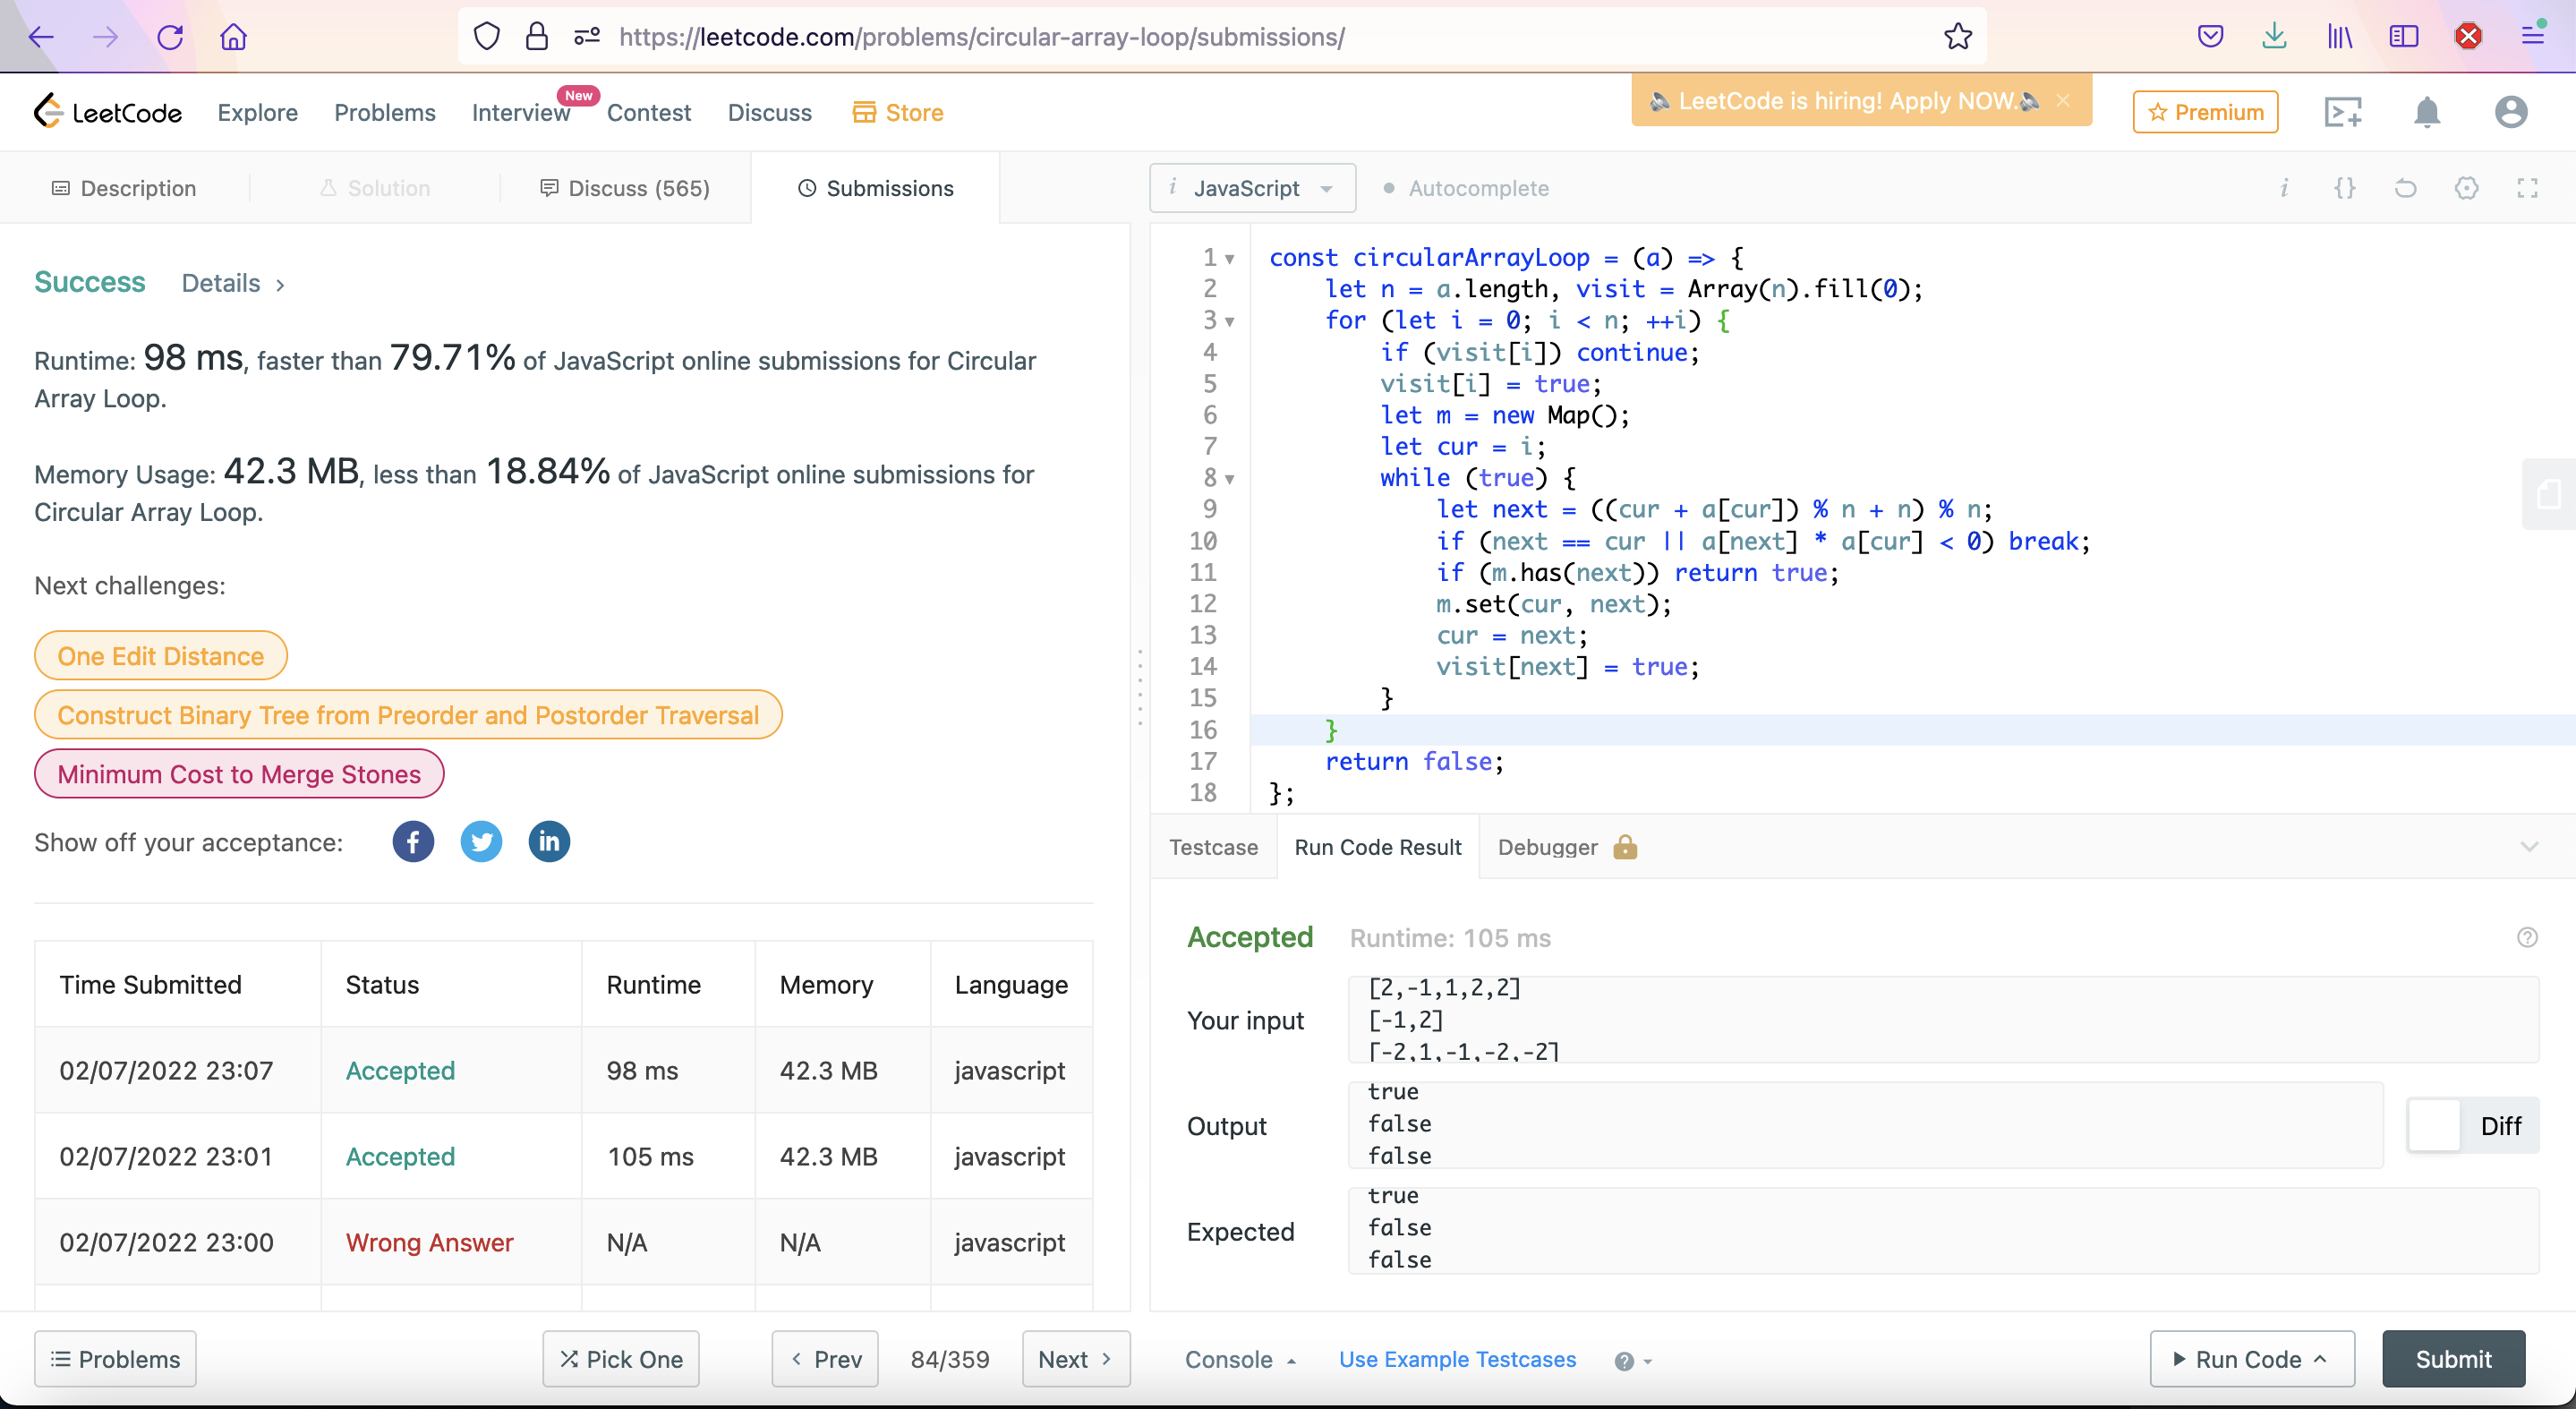 https://leetcode.com/problems/circular-array-loop/submissions/
LeetCode
Explore
Problems
Interview
New
Contest
Discuss
Store
LeetCode is hiring! Apply NOW.
Premium
Description
Solution
Discuss (565)
Submissions
i JavaScript
Autocomplete
i {}
Success Details >
Runtime: 98 ms, faster than 79.71% of JavaScript online submissions for Circular
Array Loop.
Memory Usage: 42.3 MB, less than 18.84% of JavaScript online submissions for
Circular Array Loop.
Next challenges:
One Edit Distance
Construct Binary Tree from Preorder and Postorder Traversal
Minimum Cost to Merge Stones
Show off your acceptance:
f
in
Time Submitted Status Runtime Memory Language
02/07/2022 23:07 Accepted 98 ms 42.3 MB javascript
02/07/2022 23:01 Accepted 105 ms 42.3 MB javascript
02/07/2022 23:00 Wrong Answer N/A N/A javascript
1 const circularArrayLoop = (a) => {
2 let n = a.length, visit = Array(n).fill(0);
3 for (let i = 0; i < n; ++i) {
4 if (visit[i]) continue;
5 visit[i] = true;
6 let m = new Map();
7 let cur = i;
8 while (true) {
9 let next = ((cur + a[cur]) % n + n) % n;
10 if (next == cur || a[next] * a[cur] < 0) break;
11 if (m.has(next)) return true;
12 m.set(cur, next);
13 cur = next;
14 visit[next] = true;
15 }
16 }
17 return false;
18 };
Testcase
Run Code Result
Debugger
Accepted Runtime: 105 ms
?
Your input
[2,-1,1,2,2]
[-1,2]
[-2,1,-1,-2,-2]
Output
true
false
false
Diff
Expected
true
false
false
Problems
Pick One
< Prev
84/359
Next >
Console
Use Example Testcases
?
Run Code
Submit